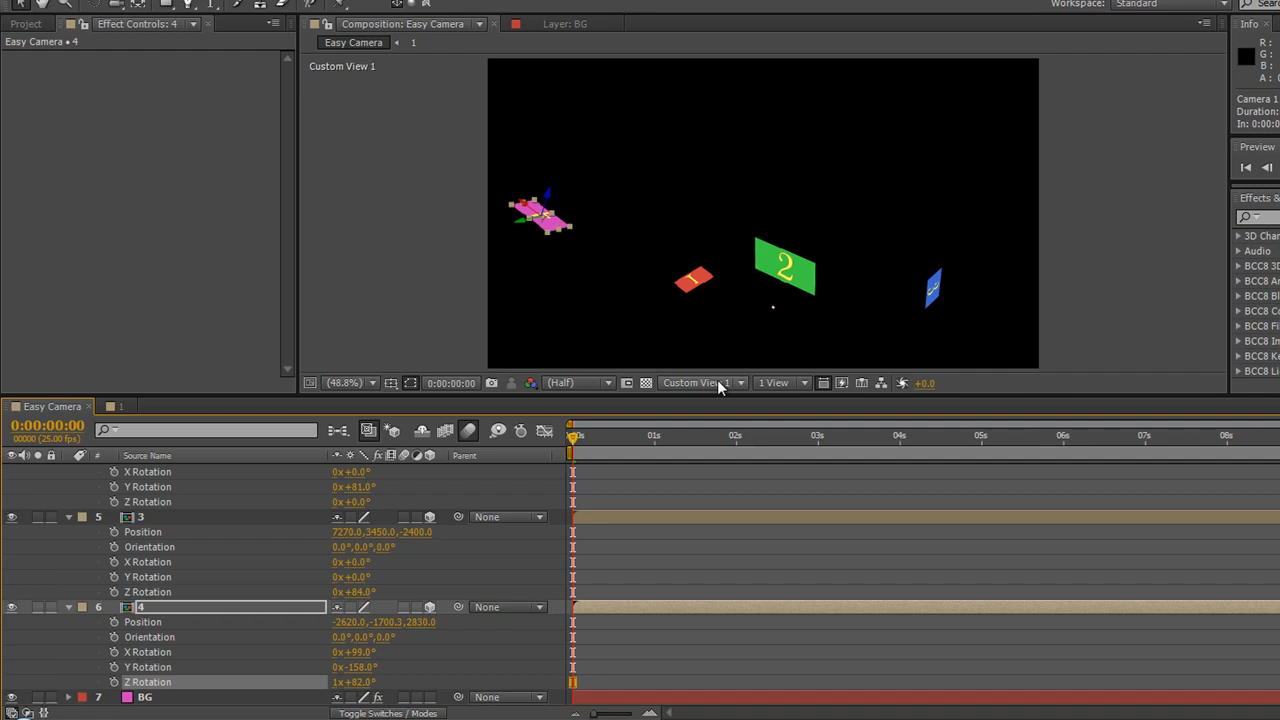 Workspace: Standard
Project
Effect Controls: 4
Composition: Easy Camera
Layer: BG
Info
Easy Camera • 4
Easy Camera
1
R :
G :
B :
A :
Custom View 1
Camera 1
Duration:
In: 0:00:0
Preview
Effects &
3D Chan
Audio
BCC8 3D
BCC8 Ar
BCC8 Bl
BCC8 Co
BCC8 Fi
BCC8 Im
BCC8 Ke
BCC8 Li
1
2
3
(48.8%)
0:00:00:00
(Half)
Custom View 1
1 View
+0.0
Easy Camera
1
0:00:00:00
00000 (25.00 fps)
00s
01s
02s
03s
04s
05s
06s
07s
08s
#
Source Name
fx
Parent
X Rotation
0x+0.0°
Y Rotation
0x+81.0°
Z Rotation
0x+0.0°
5
3
None
Position
7270.0,3450.0,-2400.0
Orientation
0.0°,0.0°,0.0°
X Rotation
0x+0.0°
Y Rotation
0x+0.0°
Z Rotation
0x+84.0°
6
4
None
Position
-2620.0,-1700.3,2830.0
Orientation
0.0°,0.0°,0.0°
X Rotation
0x+99.0°
Y Rotation
0x-158.0°
Z Rotation
1x+82.0°
7
BG
fx
None
Toggle Switches / Modes